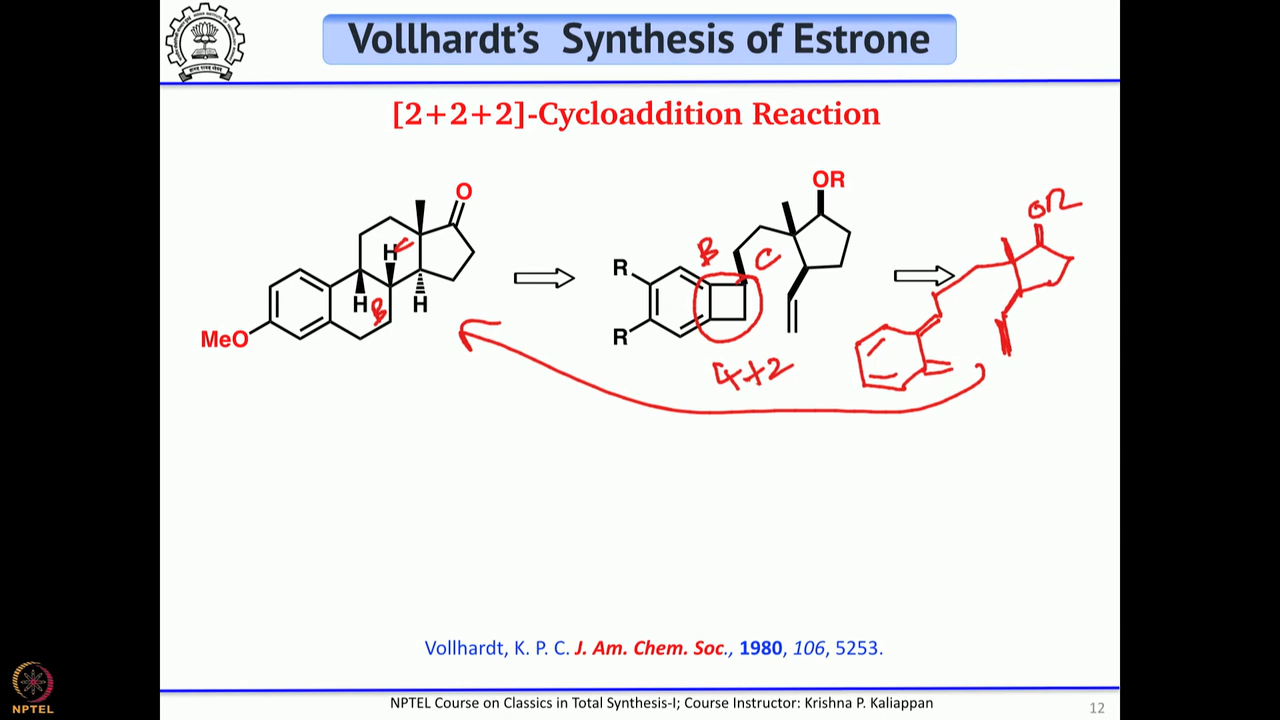 Vollhardt's Synthesis of Estrone
[2+2+2]-Cycloaddition Reaction
O
H
H
H
B
MeO
OR
B
C
R
R
4+2
OR
Vollhardt, K. P. C. J. Am. Chem. Soc., 1980, 106, 5253.
NPTEL Course on Classics in Total Synthesis-I; Course Instructor: Krishna P. Kaliappan
12
NPTEL